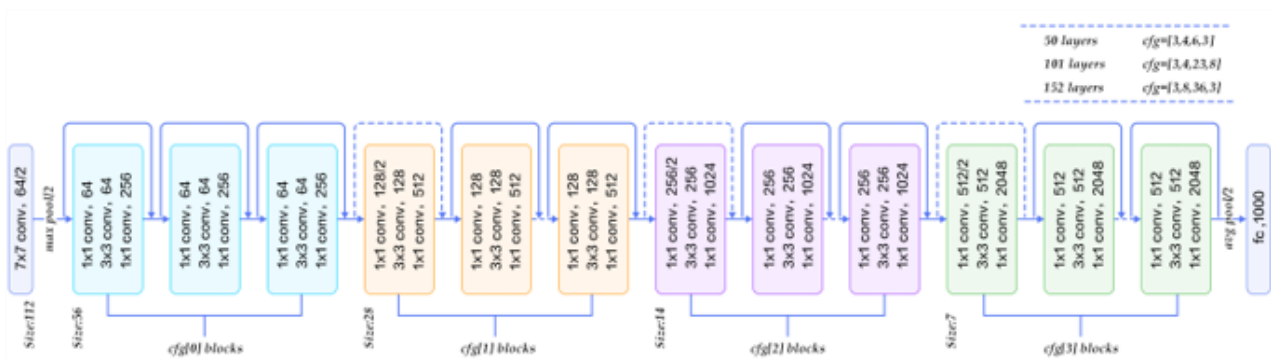 50 layers cfg=[3,4,6,3]
101 layers cfg=[3,4,23,8]
152 layers cfg=[3,8,36,3]
7x7 conv, 64/2
max pool/2
1x1 conv, 64
3x3 conv, 64
1x1 conv, 256
1x1 conv, 64
3x3 conv, 64
1x1 conv, 256
1x1 conv, 64
3x3 conv, 64
1x1 conv, 256
1x1 conv, 128/2
3x3 conv, 128
1x1 conv, 512
1x1 conv, 128
3x3 conv, 128
1x1 conv, 512
1x1 conv, 128
3x3 conv, 128
1x1 conv, 512
1x1 conv, 256/2
3x3 conv, 256
1x1 conv, 1024
1x1 conv, 256
3x3 conv, 256
1x1 conv, 1024
1x1 conv, 256
3x3 conv, 256
1x1 conv, 1024
1x1 conv, 512/2
3x3 conv, 512
1x1 conv, 2048
1x1 conv, 512
3x3 conv, 512
1x1 conv, 2048
1x1 conv, 512
3x3 conv, 512
1x1 conv, 2048
avg pool/2
fc ,1000
Size:112
Size:56
Size:28
Size:14
Size:7
cfg[0] blocks
cfg[1] blocks
cfg[2] blocks
cfg[3] blocks